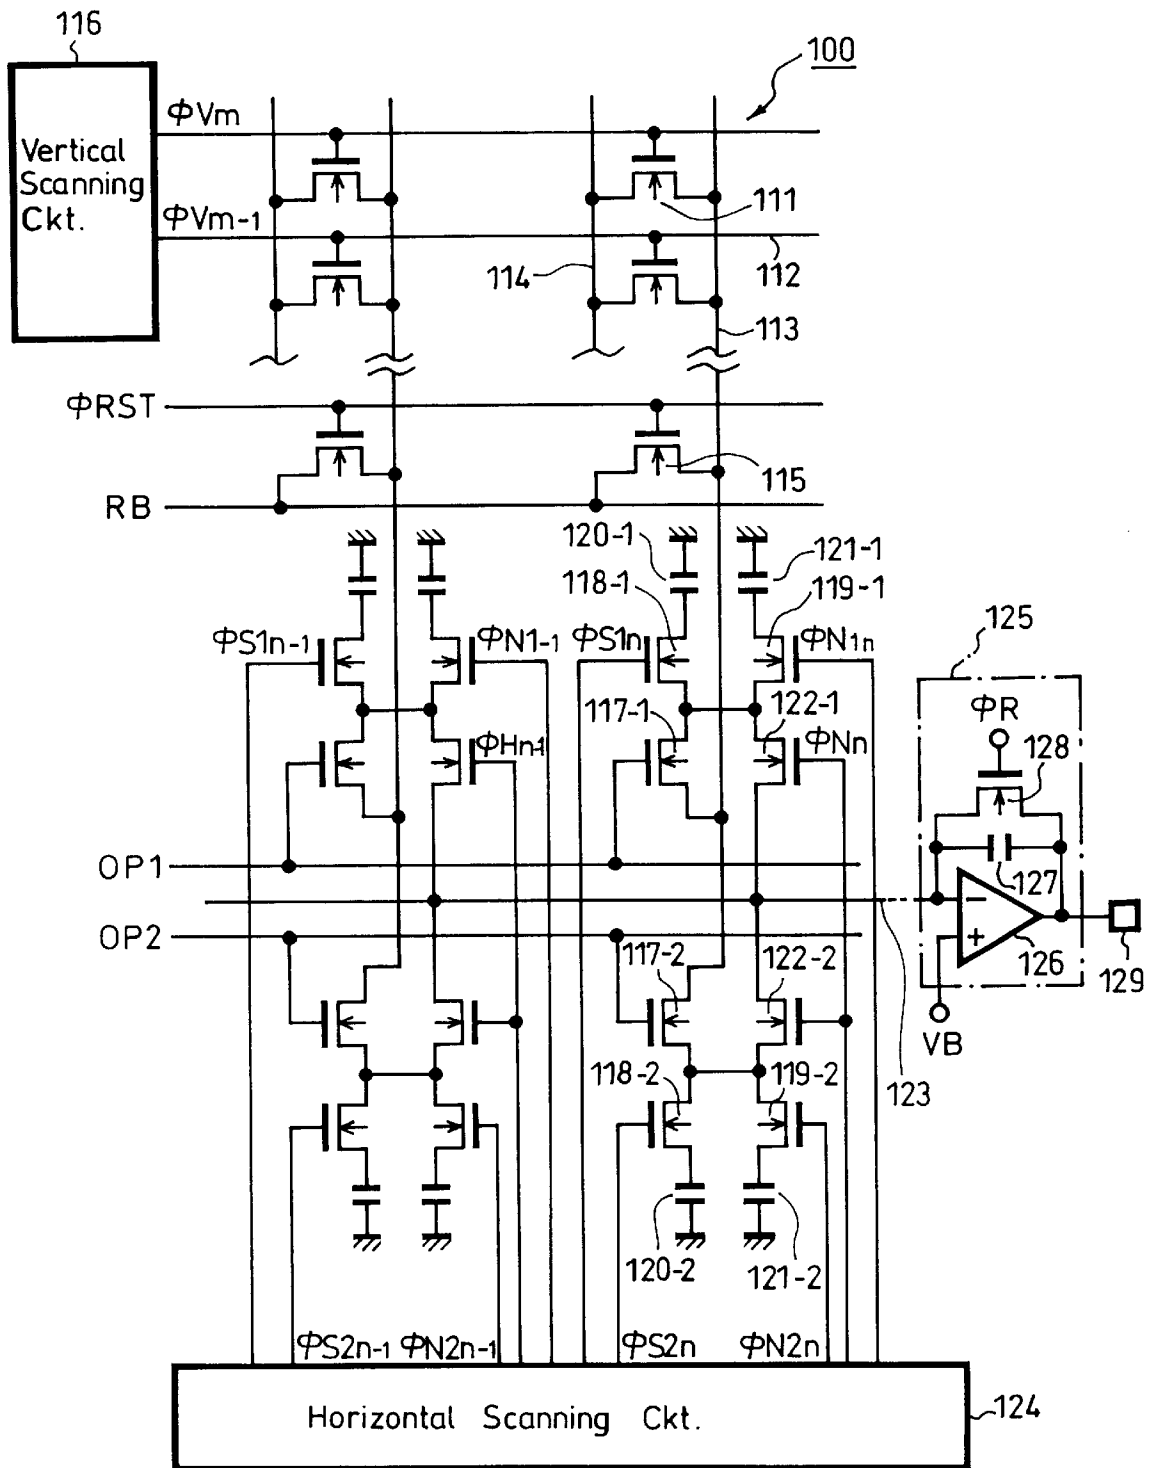 116
100
Vertical
Scanning
Ckt.
ΦVm
ΦVm-1
111
112
114
113
ΦRST
RB
115
120-1
121-1
118-1
119-1
ΦS1n-1
ΦN1-1
ΦS1n
ΦN1n
125
117-1
122-1
ΦHn-1
ΦNn
ΦR
128
127
OP1
OP2
126
129
VB
117-2
122-2
118-2
119-2
123
120-2
121-2
ΦS2n-1
ΦN2n-1
ΦS2n
ΦN2n
Horizontal Scanning Ckt.
124